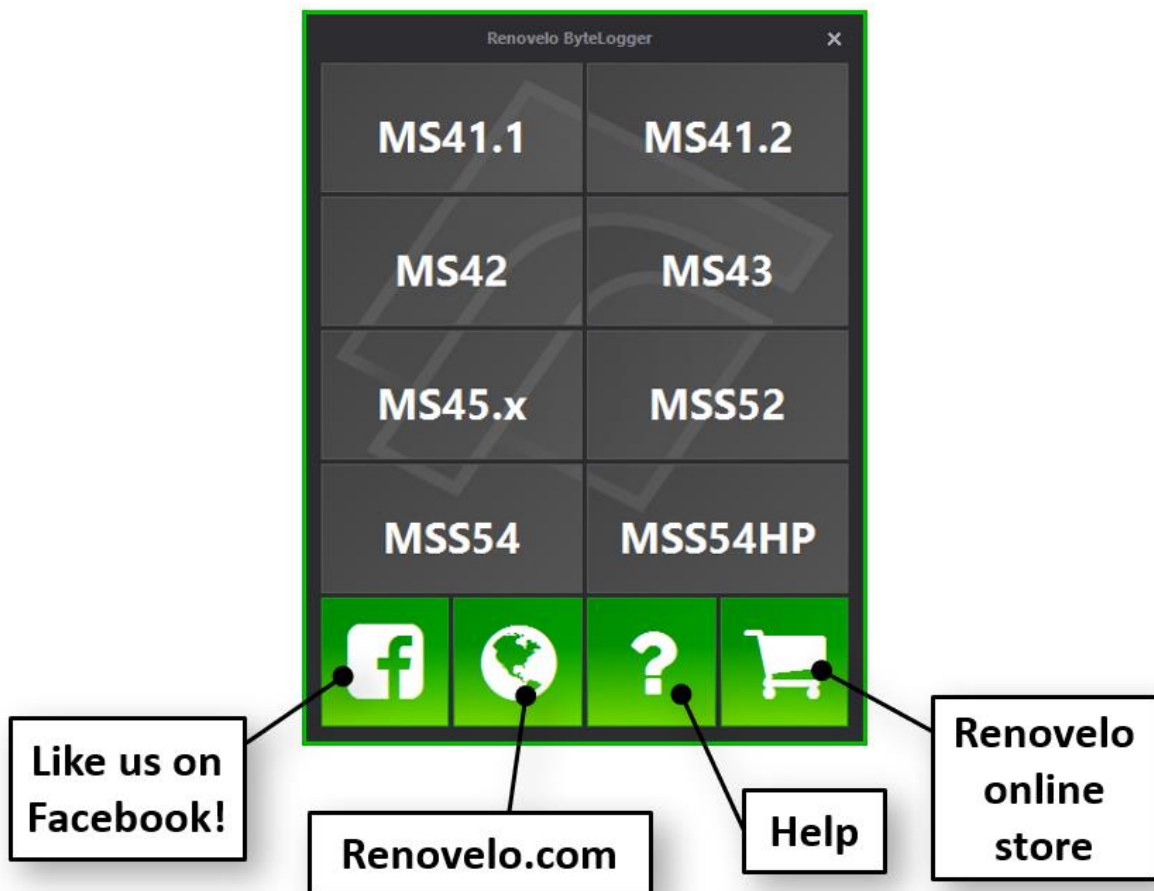 Renovelo ByteLogger
MS41.1
MS41.2
MS42
MS43
MS45.x
MSS52
MSS54
MSS54HP
Like us on
Facebook!
Renovelo.com
Help
Renovelo
online
store